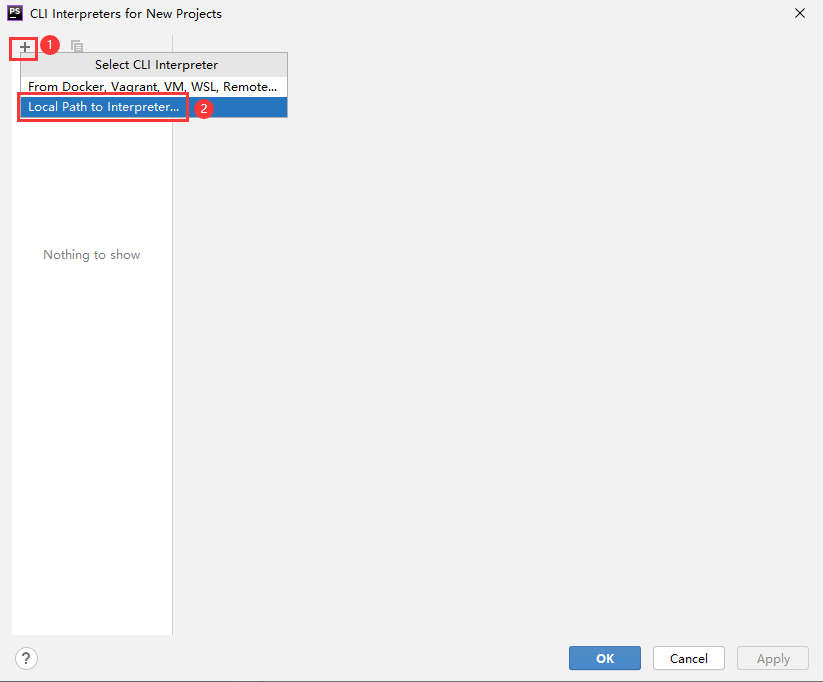 PS CLI Interpreters for New Projects
1
Select CLI Interpreter
From Docker, Vagrant, VM, WSL, Remote...
Local Path to Interpreter...
2
Nothing to show
?
OK
Cancel
Apply